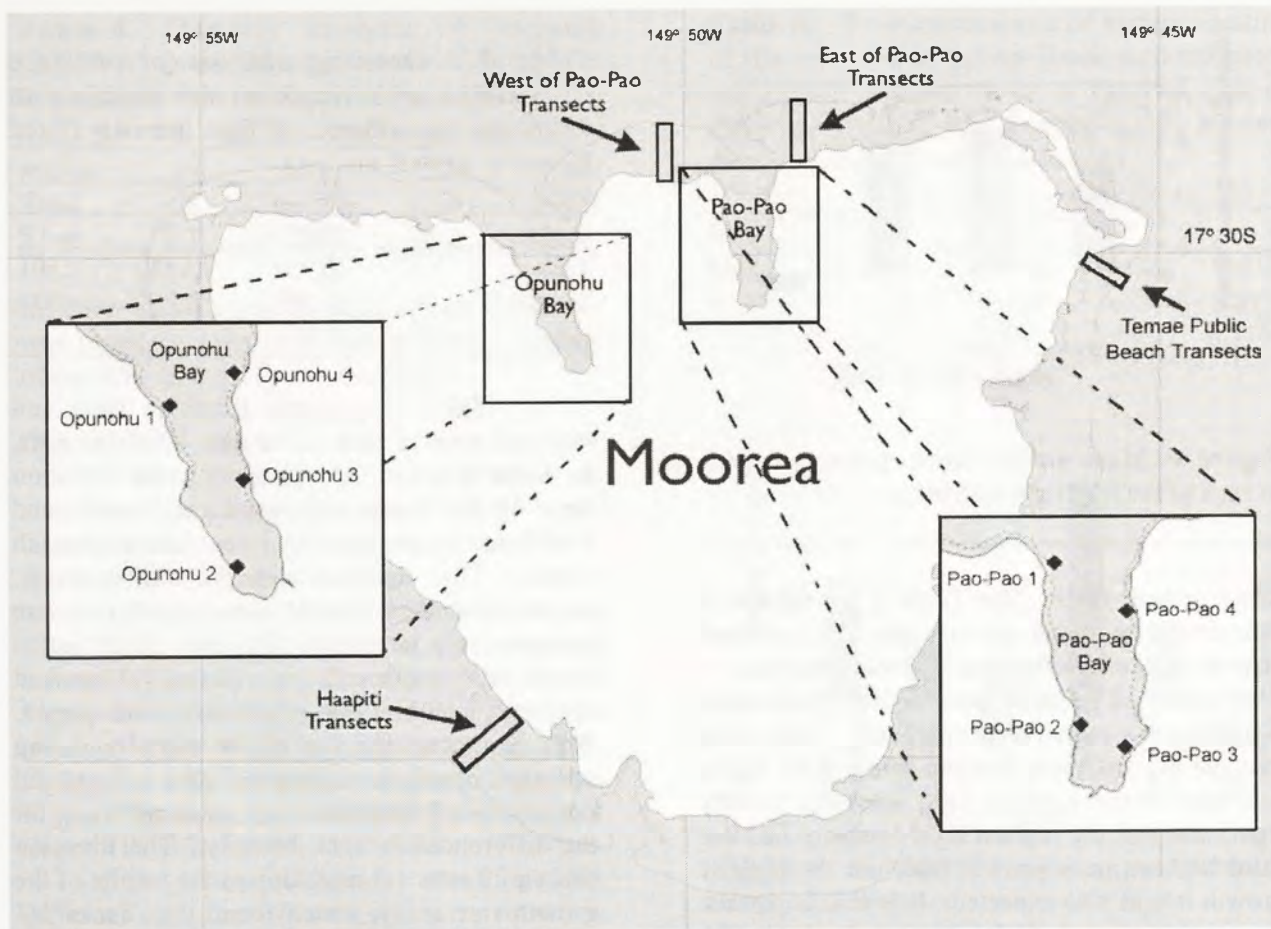 149° 55W
149° 50W
149° 45W
West of Pao-Pao
Transects
East of Pao-Pao
Transects
17° 30S
Pao-Pao
Bay
Opunohu
Bay
Temae Public
Beach Transects
Opunohu
Bay
Opunohu 4
Opunohu 1
Opunohu 3
Opunohu 2
Moorea
Pao-Pao 1
Pao-Pao 4
Pao-Pao
Bay
Pao-Pao 2
Pao-Pao 3
Haapiti
Transects